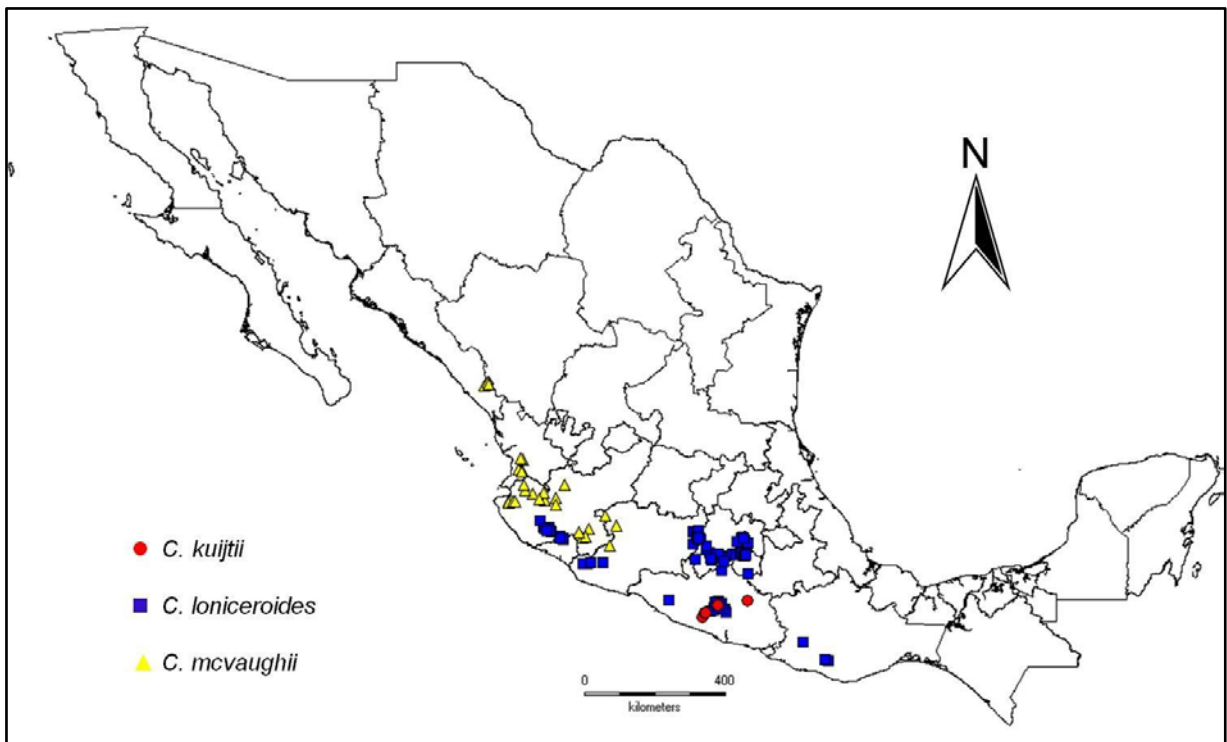 N
C. kuijtii
C. loniceroides
C. mcvaughii
0 400
kilometers